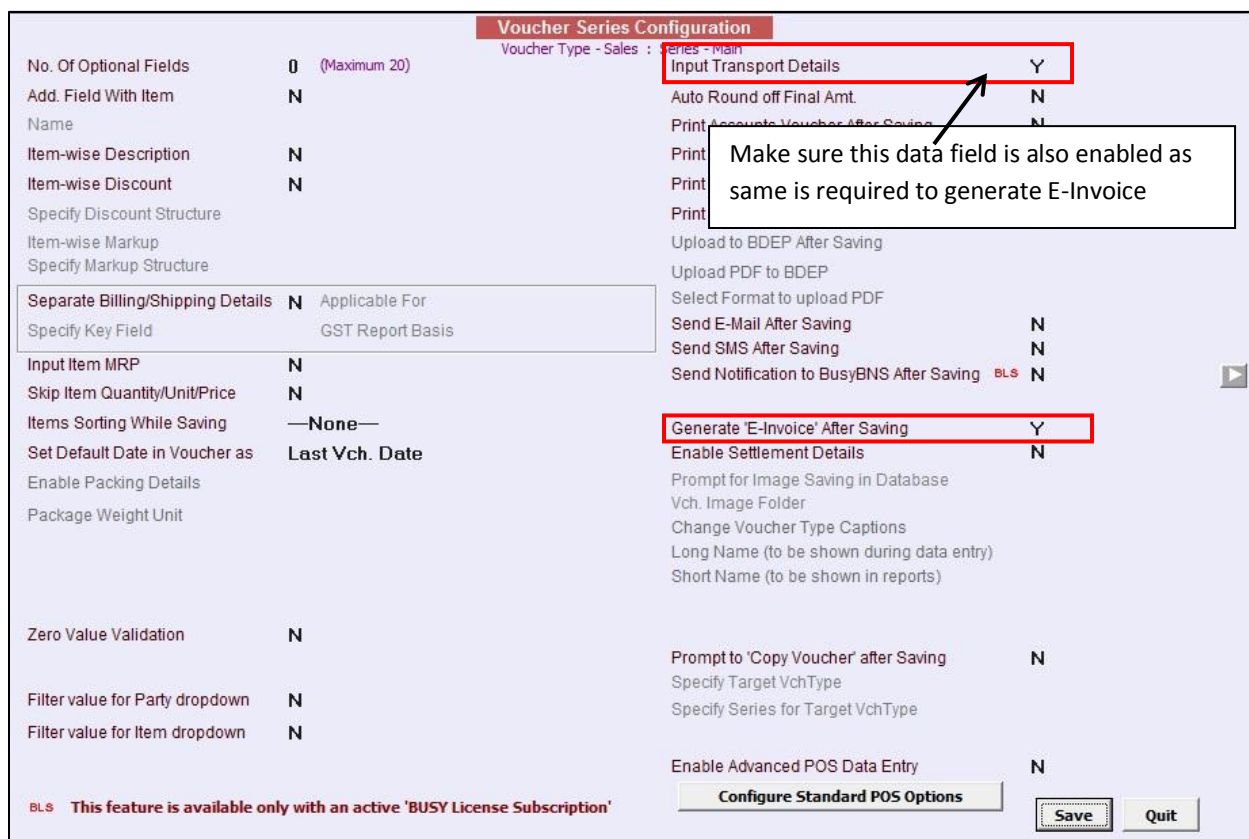 Voucher Series Configuration
Voucher Type - Sales : Series - Main
No. Of Optional Fields 0 (Maximum 20)
Add. Field With Item N
Name
Item-wise Description N
Item-wise Discount N
Specify Discount Structure
Item-wise Markup
Specify Markup Structure
Separate Billing/Shipping Details N Applicable For
Specify Key Field GST Report Basis
Input Item MRP N
Skip Item Quantity/Unit/Price N
Items Sorting While Saving —None—
Set Default Date in Voucher as Last Vch. Date
Enable Packing Details
Package Weight Unit
Zero Value Validation N
Filter value for Party dropdown N
Filter value for Item dropdown N
BLS This feature is available only with an active 'BUSY License Subscription'
Input Transport Details Y
Auto Round off Final Amt. N
Print Accounts Voucher After Saving N
Print
Print
Print
Make sure this data field is also enabled as
same is required to generate E-Invoice
Upload to BDEP After Saving
Upload PDF to BDEP
Select Format to upload PDF
Send E-Mail After Saving N
Send SMS After Saving N
Send Notification to BusyBNS After Saving BLS N
Generate 'E-Invoice' After Saving Y
Enable Settlement Details N
Prompt for Image Saving in Database
Vch. Image Folder
Change Voucher Type Captions
Long Name (to be shown during data entry)
Short Name (to be shown in reports)
Prompt to 'Copy Voucher' after Saving N
Specify Target VchType
Specify Series for Target VchType
Enable Advanced POS Data Entry N
Configure Standard POS Options
Save Quit